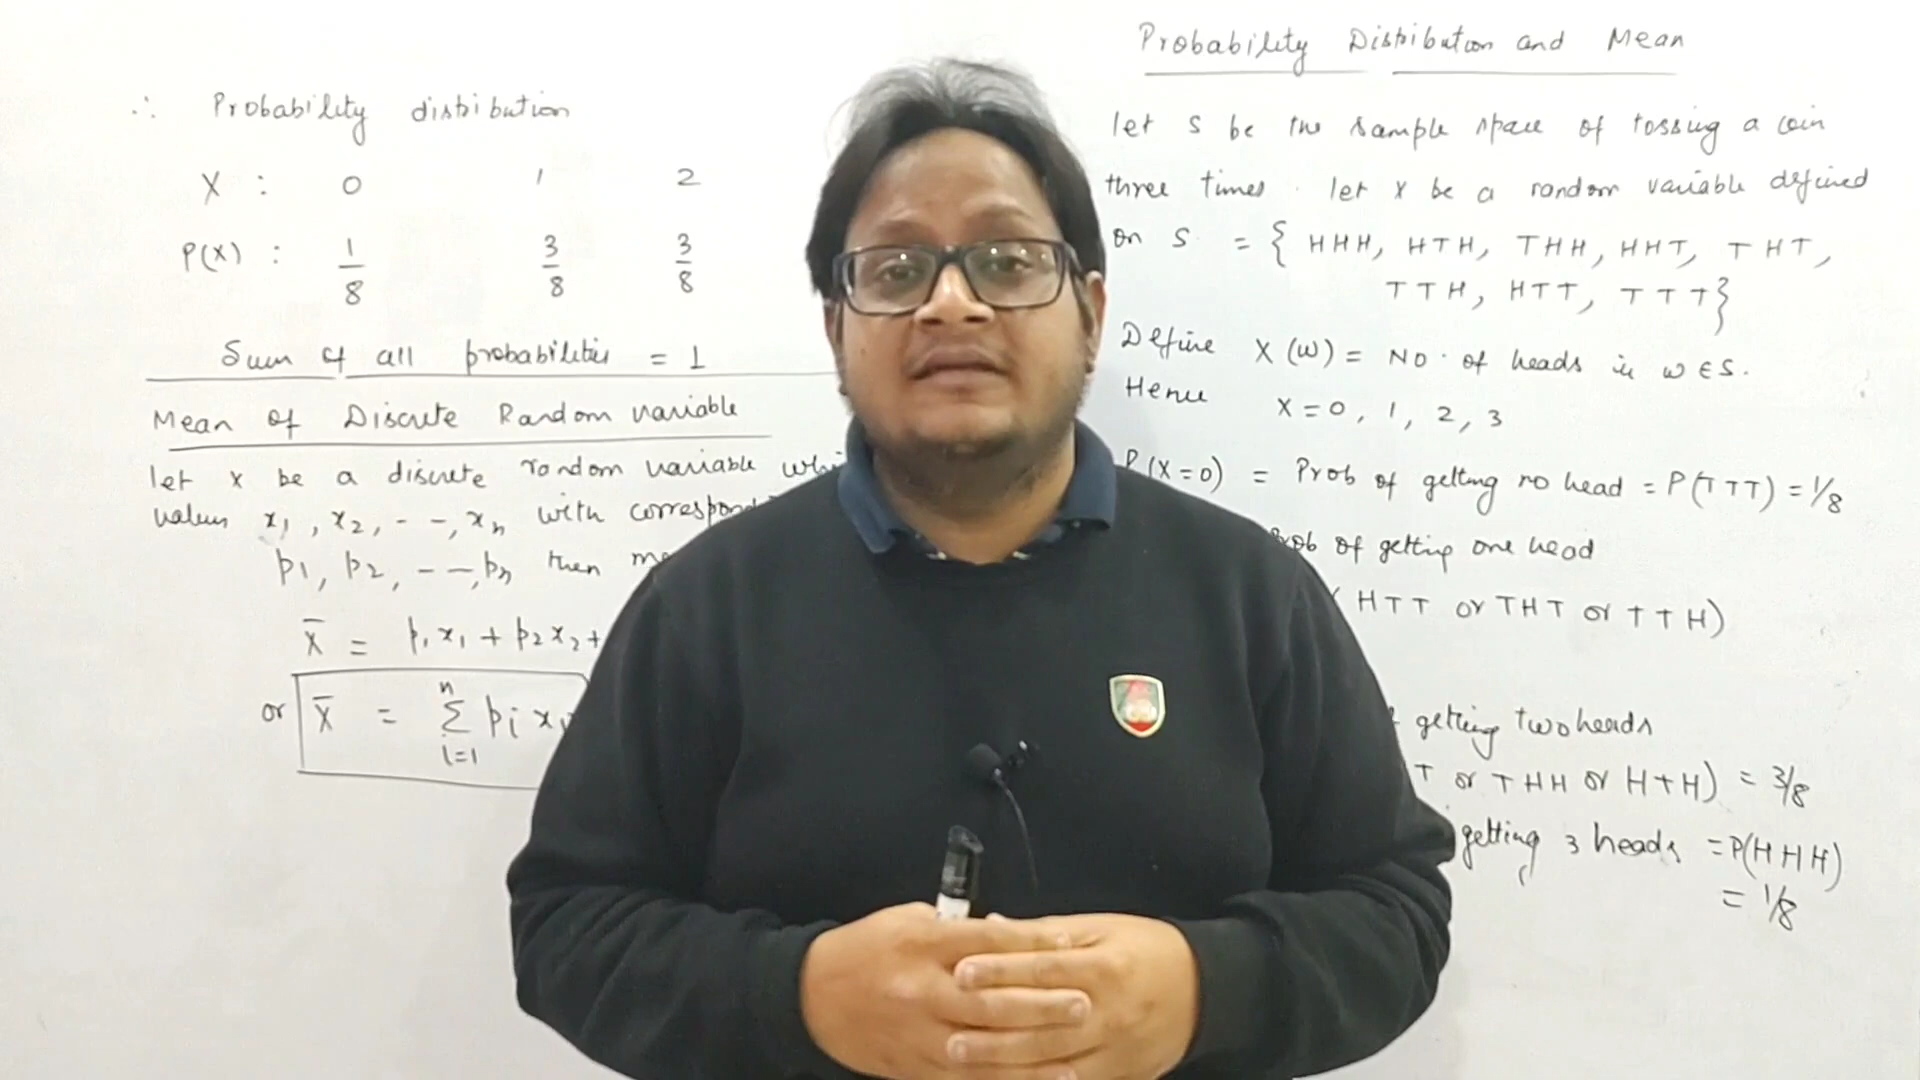 ∴ Probability distribution
X : 0 1 2
P(X) : 1/8 3/8 3/8
Sum of all probabilities = 1
Mean of Discrete Random variable
let x be a discrete random variable whi
values x₁, x₂, - -, xₙ with correspond
p₁, p₂, - -, pₙ then me
X̄ = p₁x₁ + p₂x₂ +
or X̄ = Σⁿᵢ₌₁ pᵢ xᵢ
Probability Distribution and Mean
let S be the sample space of tossing a coin
three times. let X be a random variable defined
on S = { HHH, HTH, THH, HHT, THT,
TTH, HTT, TTT}
Define X(ω) = No. of heads in ω ∈ S.
Hence X = 0, 1, 2, 3
P(X=0) = Prob of getting no head = P(TTT) = 1/8
Prob of getting one head
(HTT or THT or TTH)
getting two heads
T or THH or HTH) = 3/8
getting 3 heads = P(HHH)
= 1/8